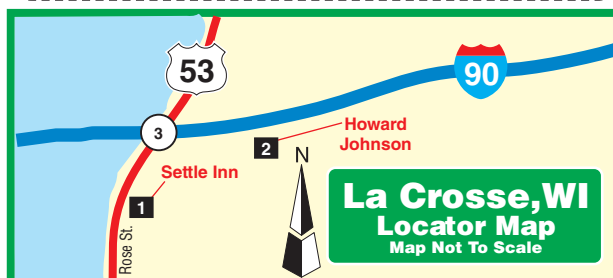 53
90
3
2
Howard
Johnson
Settle Inn
1
N
Rose St.
La Crosse,WI
Locator Map
Map Not To Scale